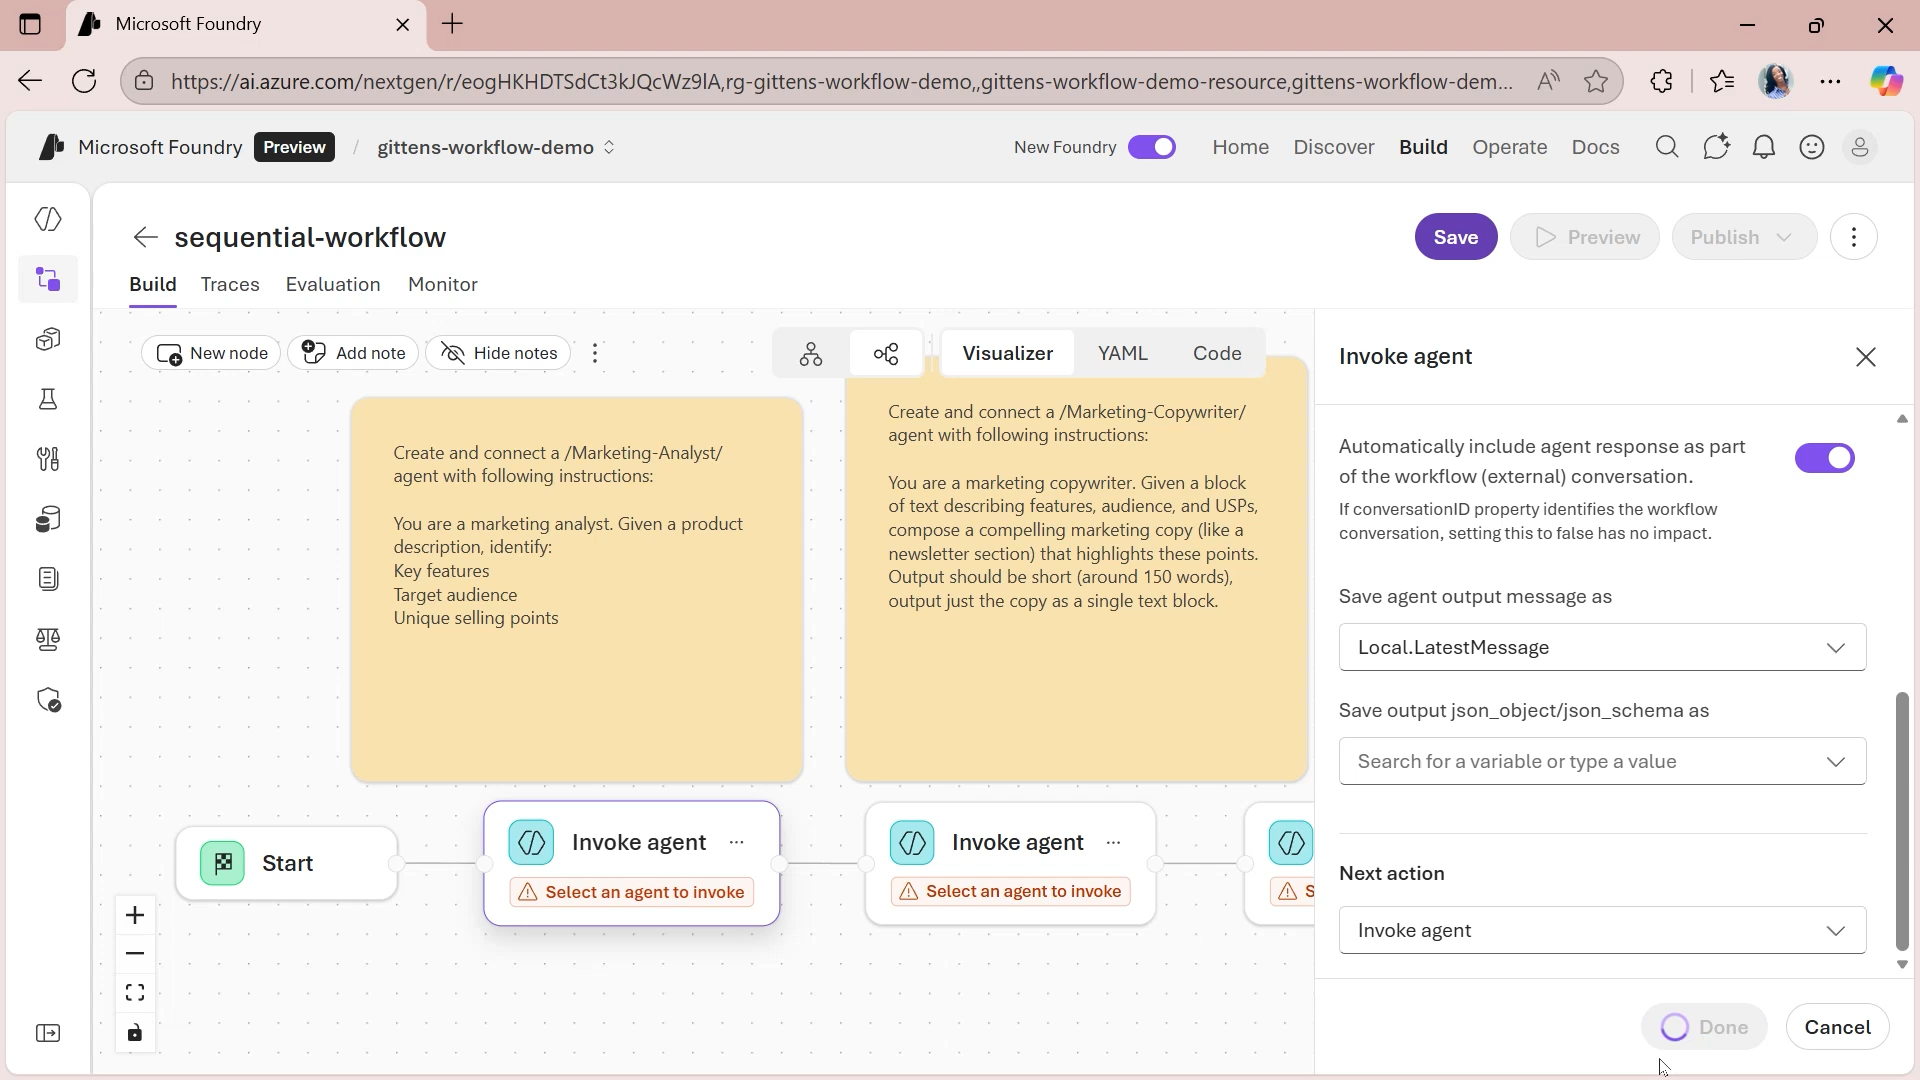 Microsoft Foundry
https://ai.azure.com/nextgen/r/eogHKHDTSdCt3kJQcWz9lA,rg-gittens-workflow-demo,,gittens-workflow-demo-resource,gittens-workflow-dem...
Microsoft Foundry Preview / gittens-workflow-demo
New Foundry Home Discover Build Operate Docs
sequential-workflow
Save Preview Publish
Build Traces Evaluation Monitor
New node Add note Hide notes
Visualizer YAML Code
Create and connect a /Marketing-Analyst/
agent with following instructions:
You are a marketing analyst. Given a product
description, identify:
Key features
Target audience
Unique selling points
Create and connect a /Marketing-Copywriter/
agent with following instructions:
You are a marketing copywriter. Given a block
of text describing features, audience, and USPs,
compose a compelling marketing copy (like a
newsletter section) that highlights these points.
Output should be short (around 150 words),
output just the copy as a single text block.
Start
Invoke agent
Select an agent to invoke
Invoke agent
Select an agent to invoke
S
Invoke agent
Automatically include agent response as part
of the workflow (external) conversation.
If conversationID property identifies the workflow
conversation, setting this to false has no impact.
Save agent output message as
Local.LatestMessage
Save output json_object/json_schema as
Search for a variable or type a value
Next action
Invoke agent
Done Cancel